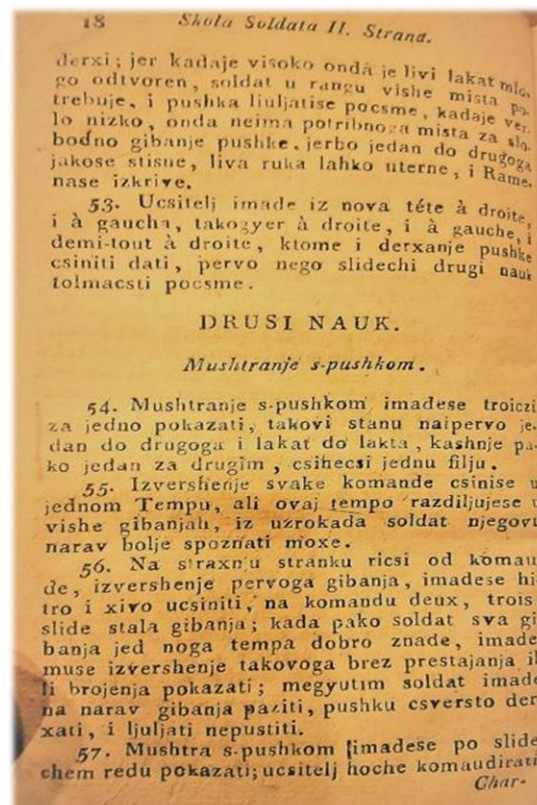 18 Skola Soldata II. Strana.
derxi; jer kadaje visoko onda je livi lakat mlo-
go odtvoren, soldat u rangu vishe mista po-
trebuje, i pushka liuljatise pocsme, kadaje ver-
lo nizko, onda neima potribnoga mista za slo-
bodno gibanje pushke, jerbo jedan do drugoga
jakose stisne, liva ruka lahko uterne, i Rame-
nase izkrive.
53. Ucsitelj imade iz nova téte à droite,
i à gaucha, takogyer à droite, i à gauche, i
demi-tout à droite, ktome i derxanje pushke
csiniti dati, pervo nego slidechi drugi nauk
tolmacsti pocsme.
DRUSI NAUK.
Mushtranje s-pushkom.
54. Mushtranje s-pushkom imadese troiczi
za jedno pokazati, takovi stanu naipervo je-
dan do drugoga i lakat do lakta, kashnje pa-
ko jedan za drugim, csinecsi jednu filju.
55. Izvershenje svake komande csinise u
jednom Tempu, ali ovaj tempo razdiljujese u
vishe gibanjah, iz uzrokada soldat njegovu
narav bolje spoznati moxe.
56. Na straxnju stranku ricsi od koman-
de, izvershenje pervoga gibanja, imadese hi-
tro i xivo ucsiniti, na komandu deux, trois
slide stala gibanja; kada pako soldat sva gi-
banja jed noga tempa dobro znade, imade
muse izvershenje takovoga brez prestajanja il
li brojenja pokazati; megyutim soldat imade
na narav gibanja paziti, pushku csversto der-
xati, i ljuljati nepustiti.
57. Mushtra s-pushkom imadese po slide-
chem redu pokazati; ucsitelj hoche komaudirati
Char-